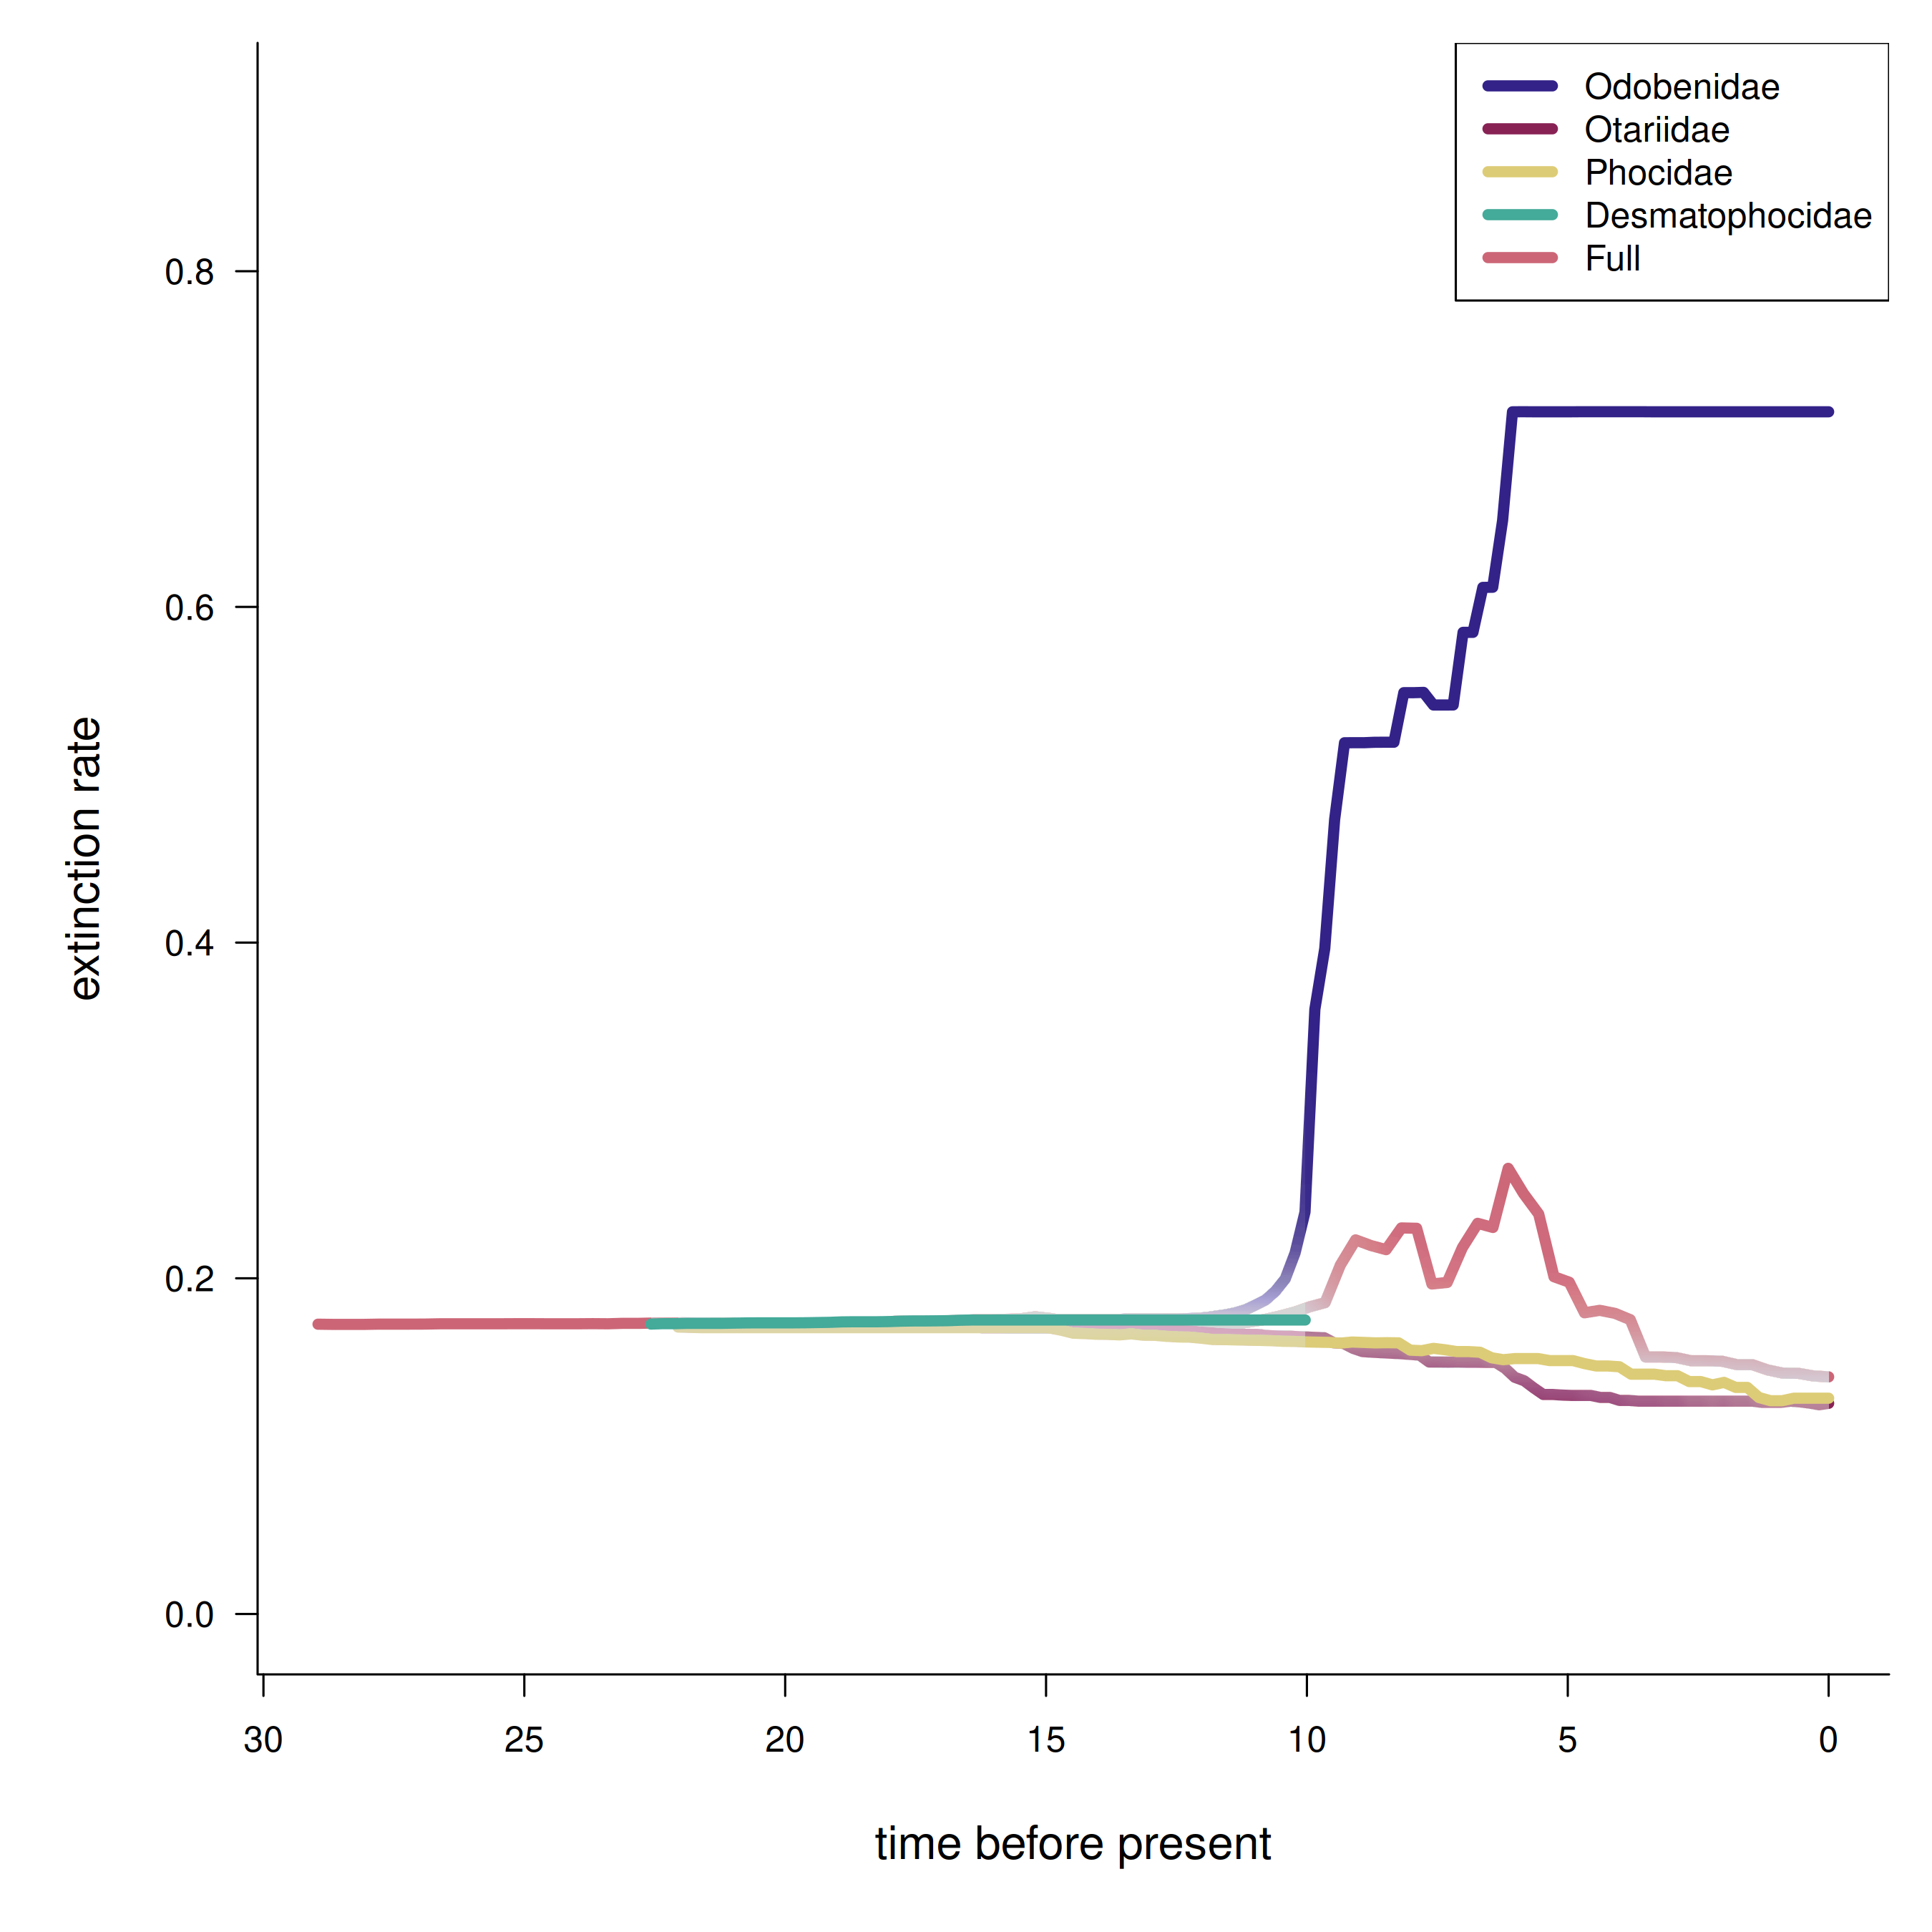 Odobenidae
Otariidae
Phocidae
Desmatophocidae
Full
0.8
0.6
0.4
0.2
0.0
extinction rate
30 25 20 15 10 5 0
time before present